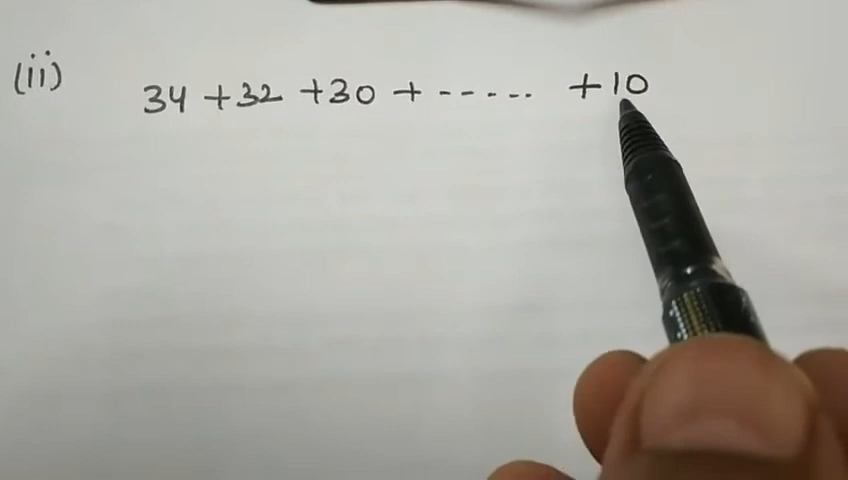 (ii) 34 + 32 + 30 + ------ + 10